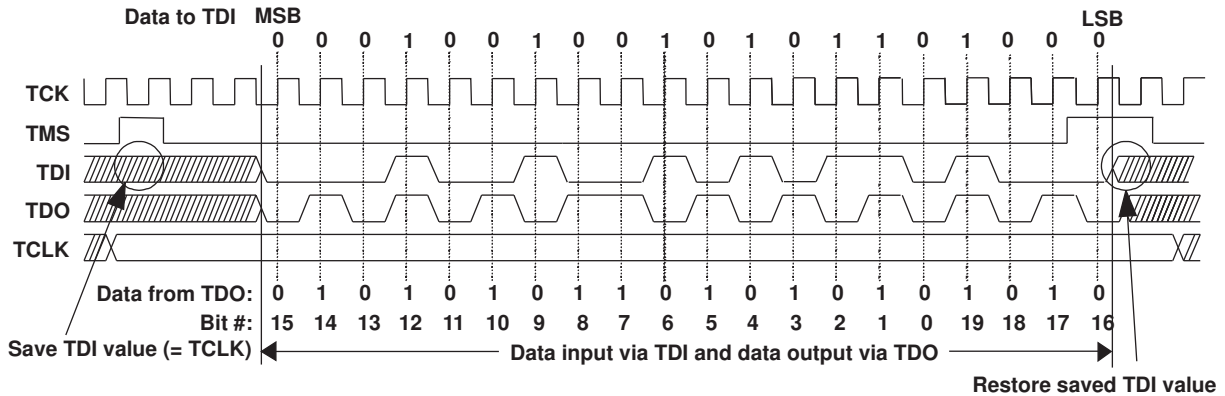 Data to TDI MSB LSB
0 0 0 1 0 0 1 0 0 1 0 1 0 1 1 0 1 0 0 0
TCK
TMS
TDI
TDO
TCLK
Data from TDO: 0 1 0 1 0 1 0 1 1 0 1 0 1 0 1 0 1 0 1 0
Bit #: 15 14 13 12 11 10 9 8 7 6 5 4 3 2 1 0 19 18 17 16
Save TDI value (= TCLK) Data input via TDI and data output via TDO
Restore saved TDI value